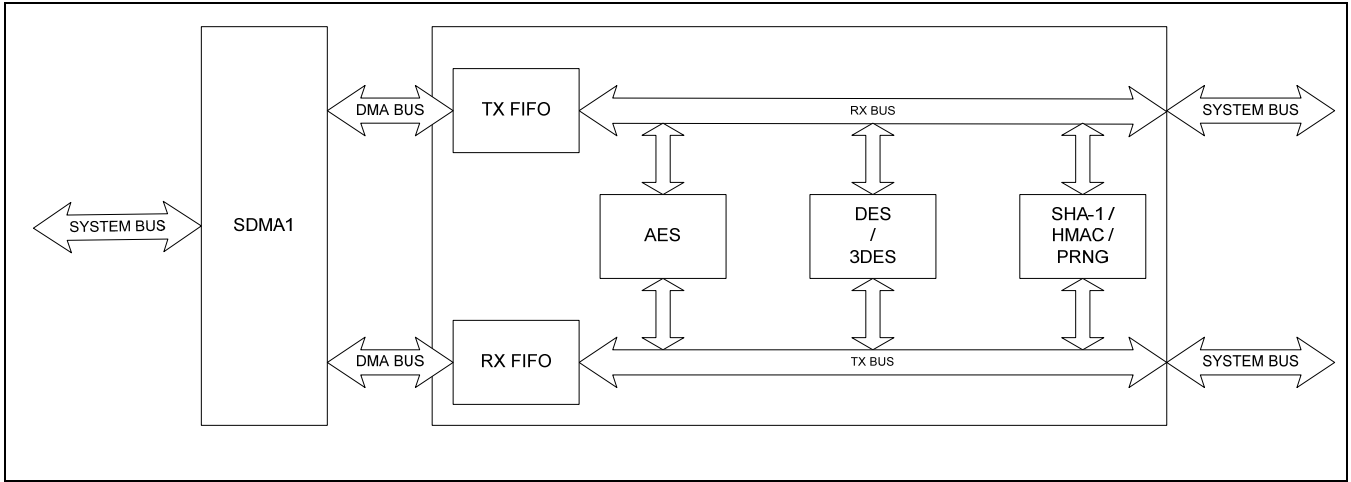 TX FIFO
DMA BUS
RX BUS
SYSTEM BUS
SYSTEM BUS
SDMA1
AES
DES
/
3DES
SHA-1 /
HMAC /
PRNG
DMA BUS
RX FIFO
TX BUS
SYSTEM BUS